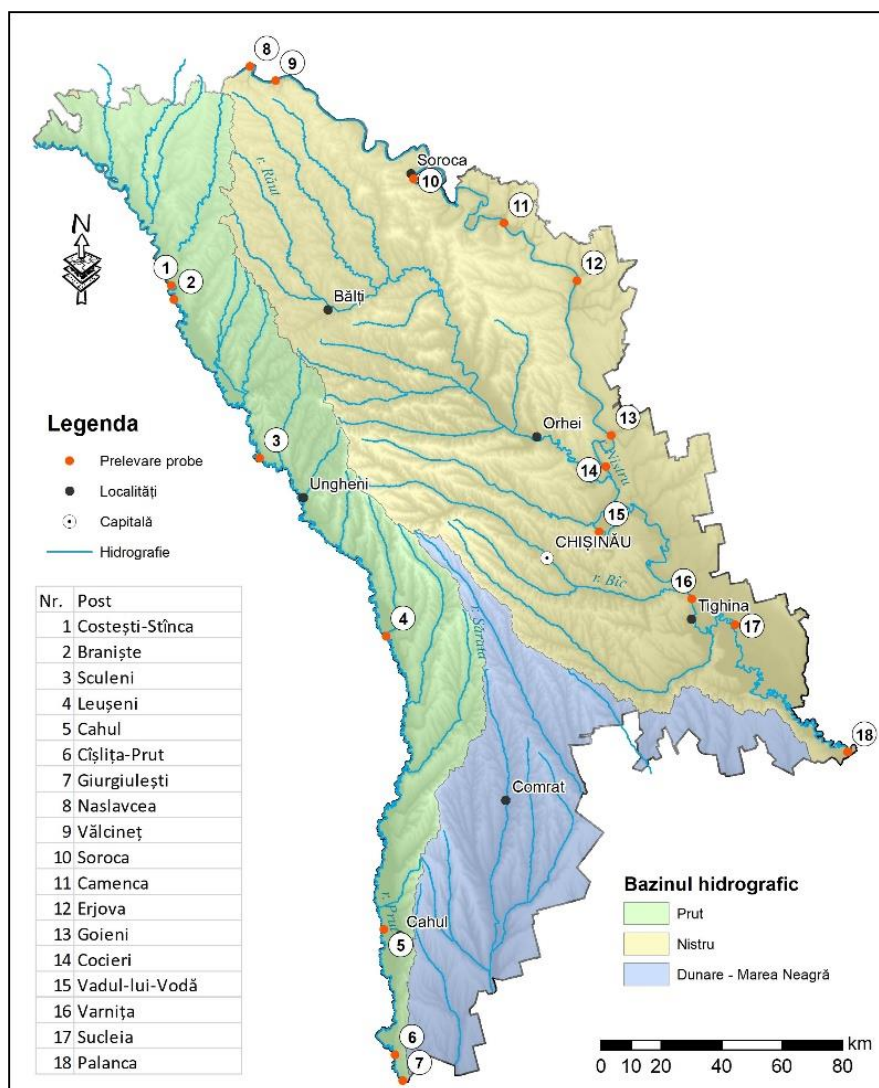 8
9
Soroca
10
r. Răut
11
N
12
1
2
Bălți
Legenda
Prelevare probe
Localități
Capitală
Hidrografie
3
Orhei
13
r. Nistru
14
Ungheni
15
CHIȘINĂU
r. Bîc
16
Tighina
17
4
r. Sărata
18
Comrat
r. Prut
Cahul
5
6
7
Nr. Post
1 Costești-Stînca
2 Braniște
3 Sculeni
4 Leușeni
5 Cahul
6 Cîșlița-Prut
7 Giurgiulești
8 Naslavcea
9 Vălcineț
10 Soroca
11 Camenca
12 Erjova
13 Goieni
14 Cocieri
15 Vadul-lui-Vodă
16 Varnița
17 Sucleia
18 Palanca
Bazinul hidrografic
Prut
Nistru
Dunare - Marea Neagră
km
0 10 20 40 60 80